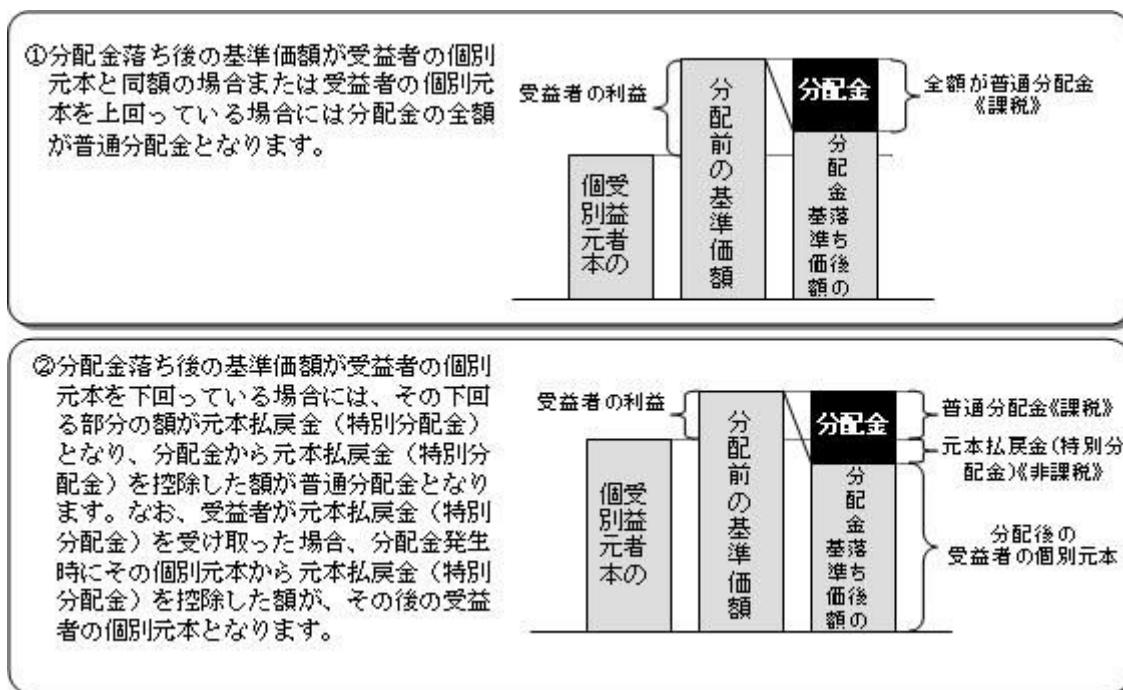 ①分配金落ち後の基準価額が受益者の個別
元本と同額の場合または受益者の個別元
本を上回っている場合には分配金の全額
が普通分配金となります。
受益者の利益
受益者の
個別元本
分配前の基準価額
分配金
分配金落ち後の
基準価額
全額が普通分配金
《課税》
②分配金落ち後の基準価額が受益者の個別
元本を下回っている場合には、その下回
る部分の額が元本払戻金（特別分配金）
となり、分配金から元本払戻金（特別分
配金）を控除した額が普通分配金となり
ます。なお、受益者が元本払戻金（特別
分配金）を受け取った場合、分配金発生
時にその個別元本から元本払戻金（特別
分配金）を控除した額が、その後の受益
者の個別元本となります。
受益者の利益
受益者の
個別元本
分配前の基準価額
分配金
分配金落ち後の
基準価額
普通分配金《課税》
元本払戻金(特別分
配金)《非課税》
分配後の
受益者の個別元本